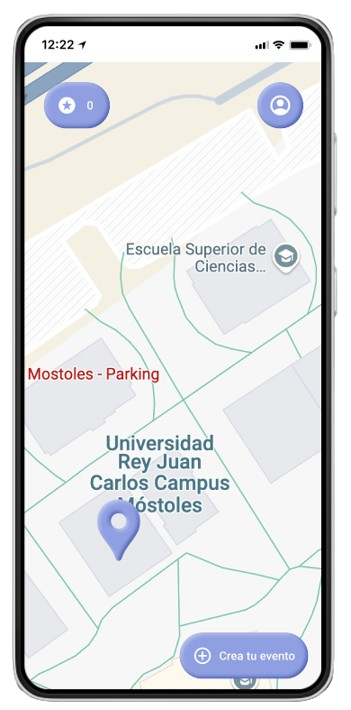 12:22
0
Escuela Superior de
Ciencias...
Mostoles - Parking
Universidad
Rey Juan
Carlos Campus
Móstoles
Crea tu evento